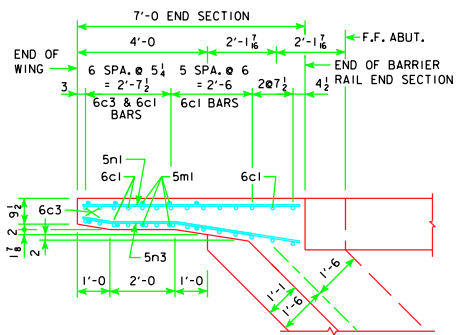 7'-0 END SECTION
4'-0
2'-1 7/16
2'-1 7/16
F.F. ABUT.
END OF
WING
6 SPA. @ 5 1/4
= 2'-7 1/2
5 SPA. @ 6
= 2'-6
END OF BARRIER
RAIL END SECTION
3
2@7 1/2
4 1/2
6c3 & 6c1
BARS
6c1 BARS
5n1
6c1
5m1
6c1
6c3
9 1/2
2
1 7/8
2
5n3
1'-0
2'-0
1'-0
1'-1
1'-6
1'-6